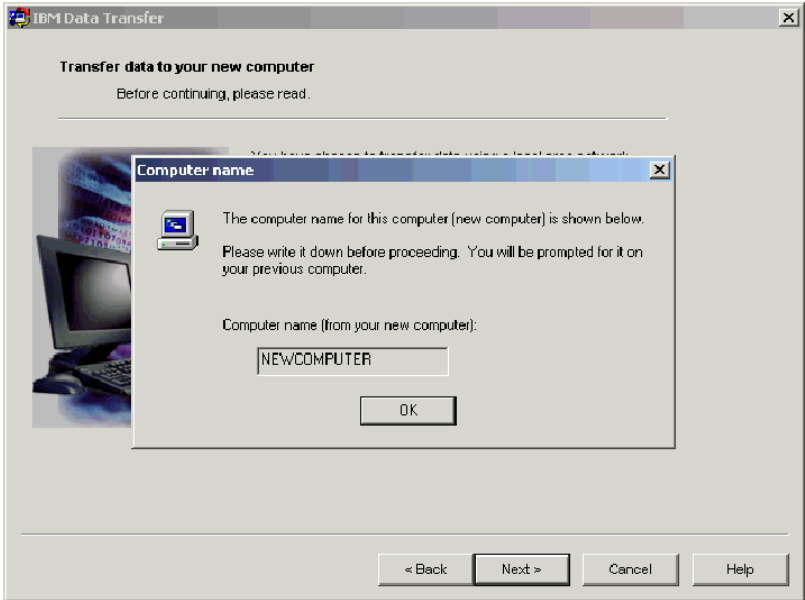 IBM Data Transfer
Transfer data to your new computer
Before continuing, please read.
Computer name
The computer name for this computer (new computer) is shown below.
Please write it down before proceeding. You will be prompted for it on
your previous computer.
Computer name (from your new computer):
NEWCOMPUTER
OK
< Back
Next >
Cancel
Help